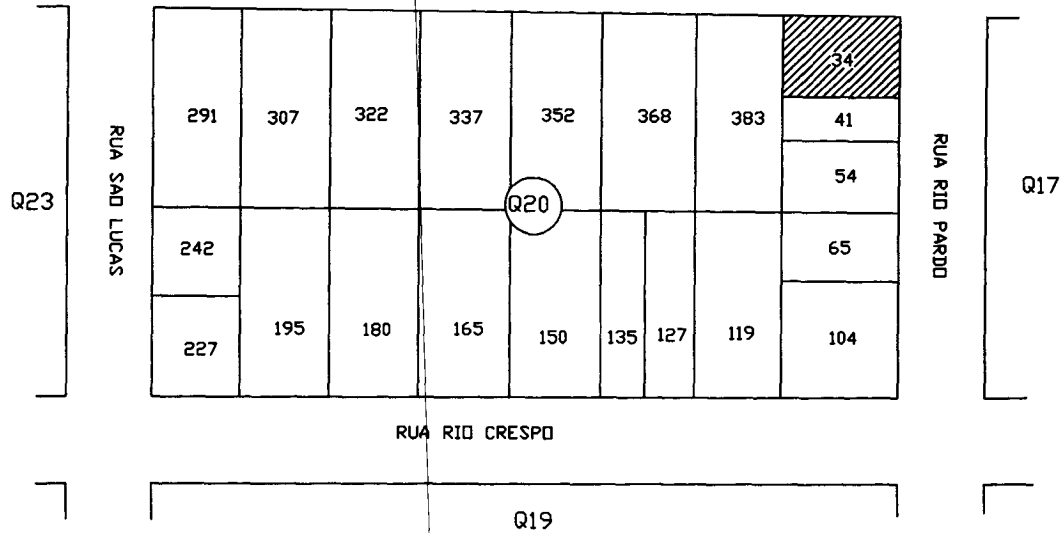 34
291 307 322 337 352 368 383 41
54
Q23 RUA SAO LUCAS Q20 RUA RIO PARDO Q17
242 65
227 195 180 165 150 135 127 119 104
RUA RIO CRESPO
Q19